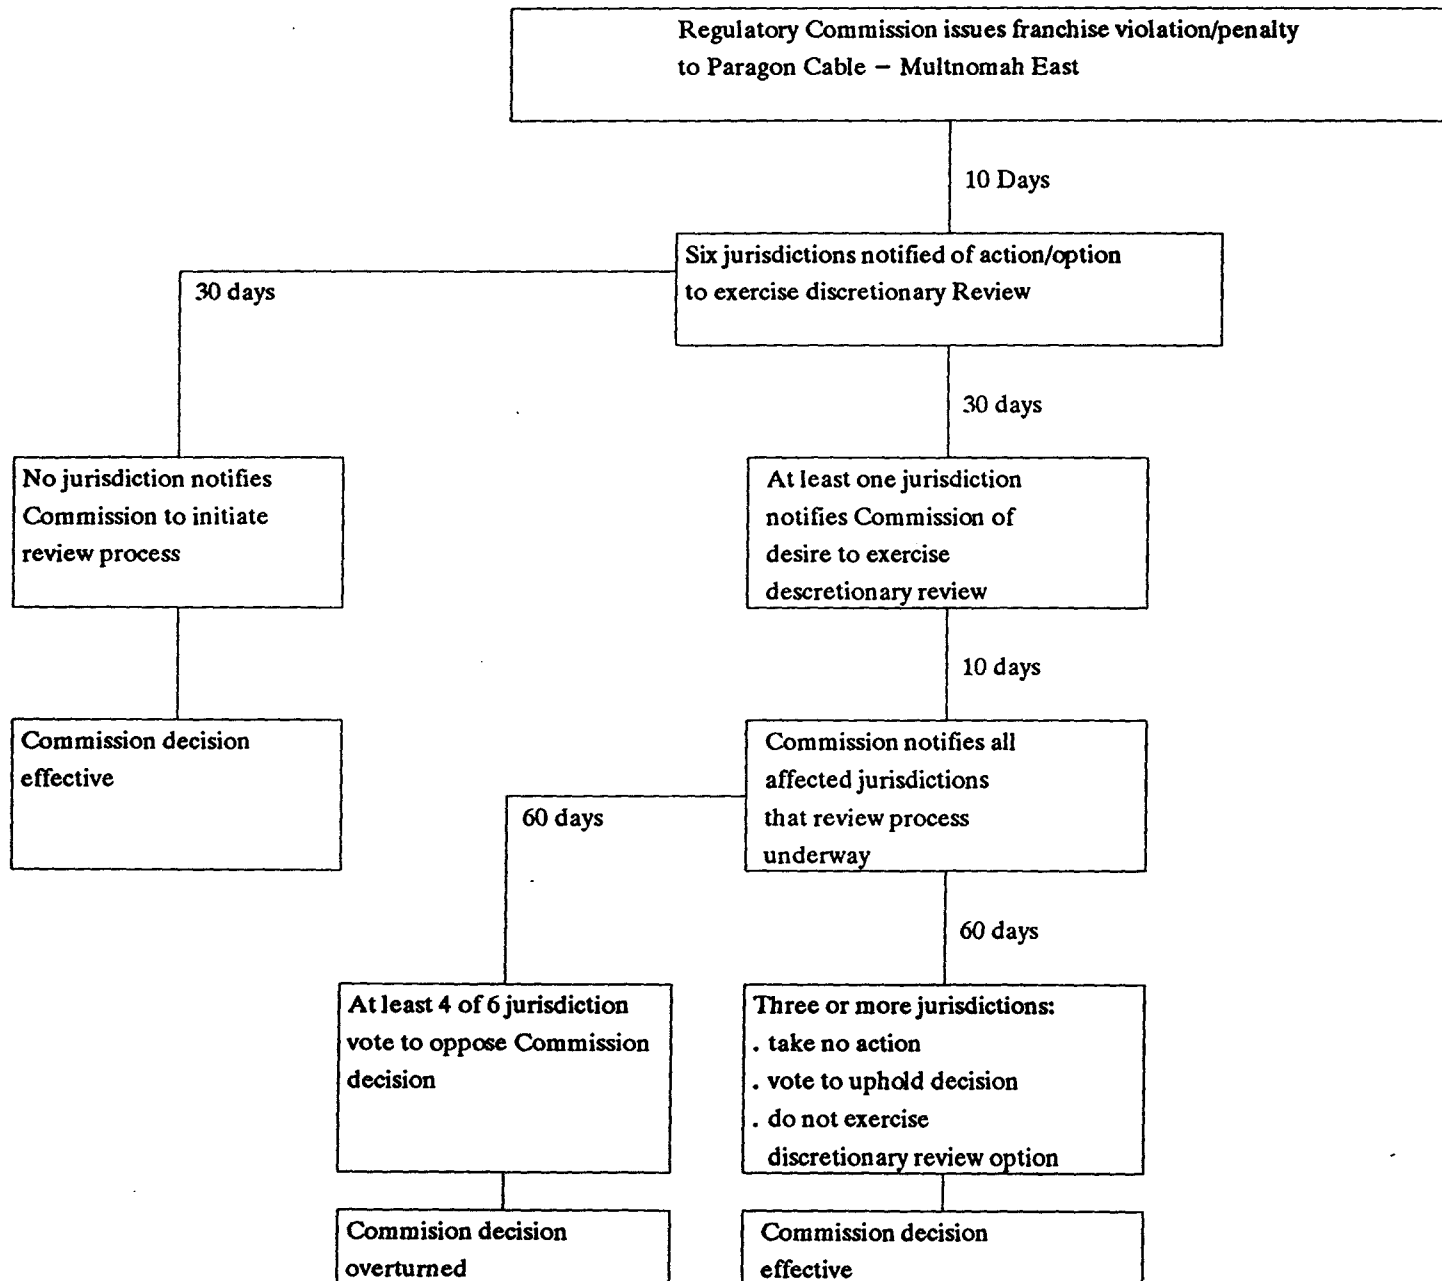 Regulatory Commission issues franchise violation/penalty
to Paragon Cable – Multnomah East
10 Days
Six jurisdictions notified of action/option
to exercise discretionary Review
30 days
30 days
No jurisdiction notifies
Commission to initiate
review process
At least one jurisdiction
notifies Commission of
desire to exercise
descretionary review
10 days
Commission decision
effective
Commission notifies all
affected jurisdictions
that review process
underway
60 days
60 days
At least 4 of 6 jurisdiction
vote to oppose Commission
decision
Three or more jurisdictions:
. take no action
. vote to uphold decision
. do not exercise
discretionary review option
Commision decision
overturned
Commission decision
effective